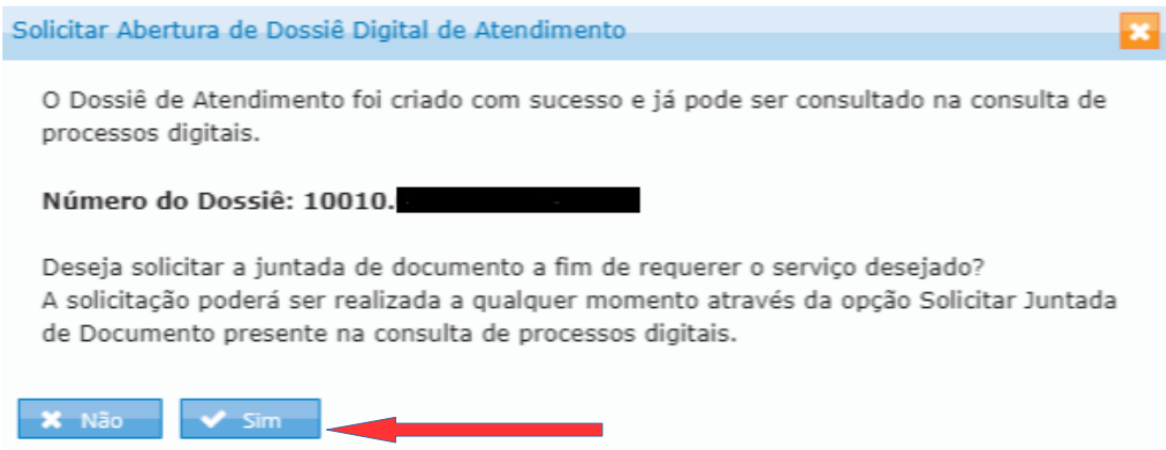 Solicitar Abertura de Dossiê Digital de Atendimento
O Dossiê de Atendimento foi criado com sucesso e já pode ser consultado na consulta de
processos digitais.
Número do Dossiê: 10010.
Deseja solicitar a juntada de documento a fim de requerer o serviço desejado?
A solicitação poderá ser realizada a qualquer momento através da opção Solicitar Juntada
de Documento presente na consulta de processos digitais.
Não Sim